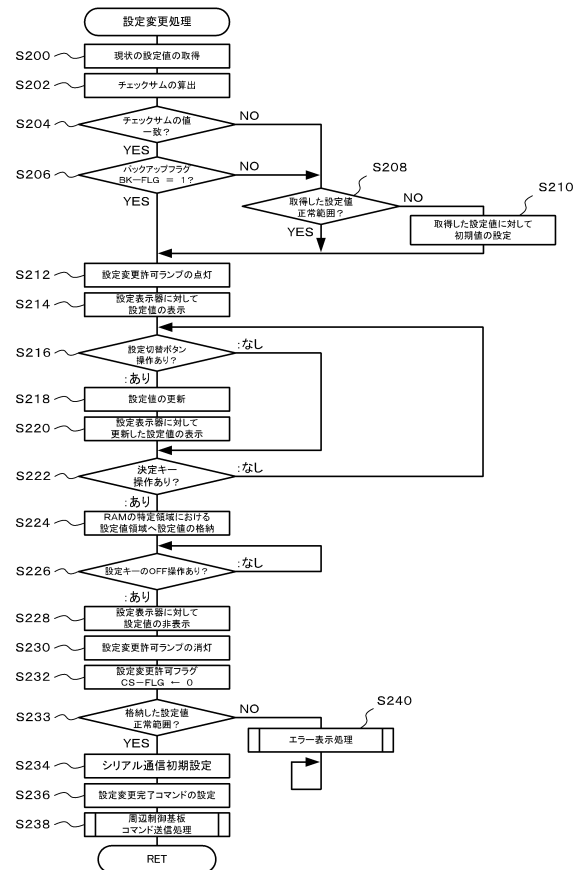 設定変更処理
S200
現状の設定値の取得
S202
チェックサムの算出
S204
チェックサムの値
一致?
NO
YES
S206
バックアップフラグ
BK-FLG = 1?
NO
YES
S208
取得した設定値
正常範囲?
NO
YES
S210
取得した設定値に対して
初期値の設定
S212
設定変更許可ランプの点灯
S214
設定表示器に対して
設定値の表示
S216
設定切替ボタン
操作あり?
:なし
:あり
S218
設定値の更新
S220
設定表示器に対して
更新した設定値の表示
S222
決定キー
操作あり?
:なし
:あり
S224
RAMの特定領域における
設定値領域へ設定値の格納
S226
設定キーのOFF操作あり?
:なし
:あり
S228
設定表示器に対して
設定値の非表示
S230
設定変更許可ランプの消灯
S232
設定変更許可フラグ
CS-FLG ← 0
S233
格納した設定値
正常範囲?
NO
YES
S240
エラー表示処理
S234
シリアル通信初期設定
S236
設定変更完了コマンドの設定
S238
周辺制御基板
コマンド送信処理
RET